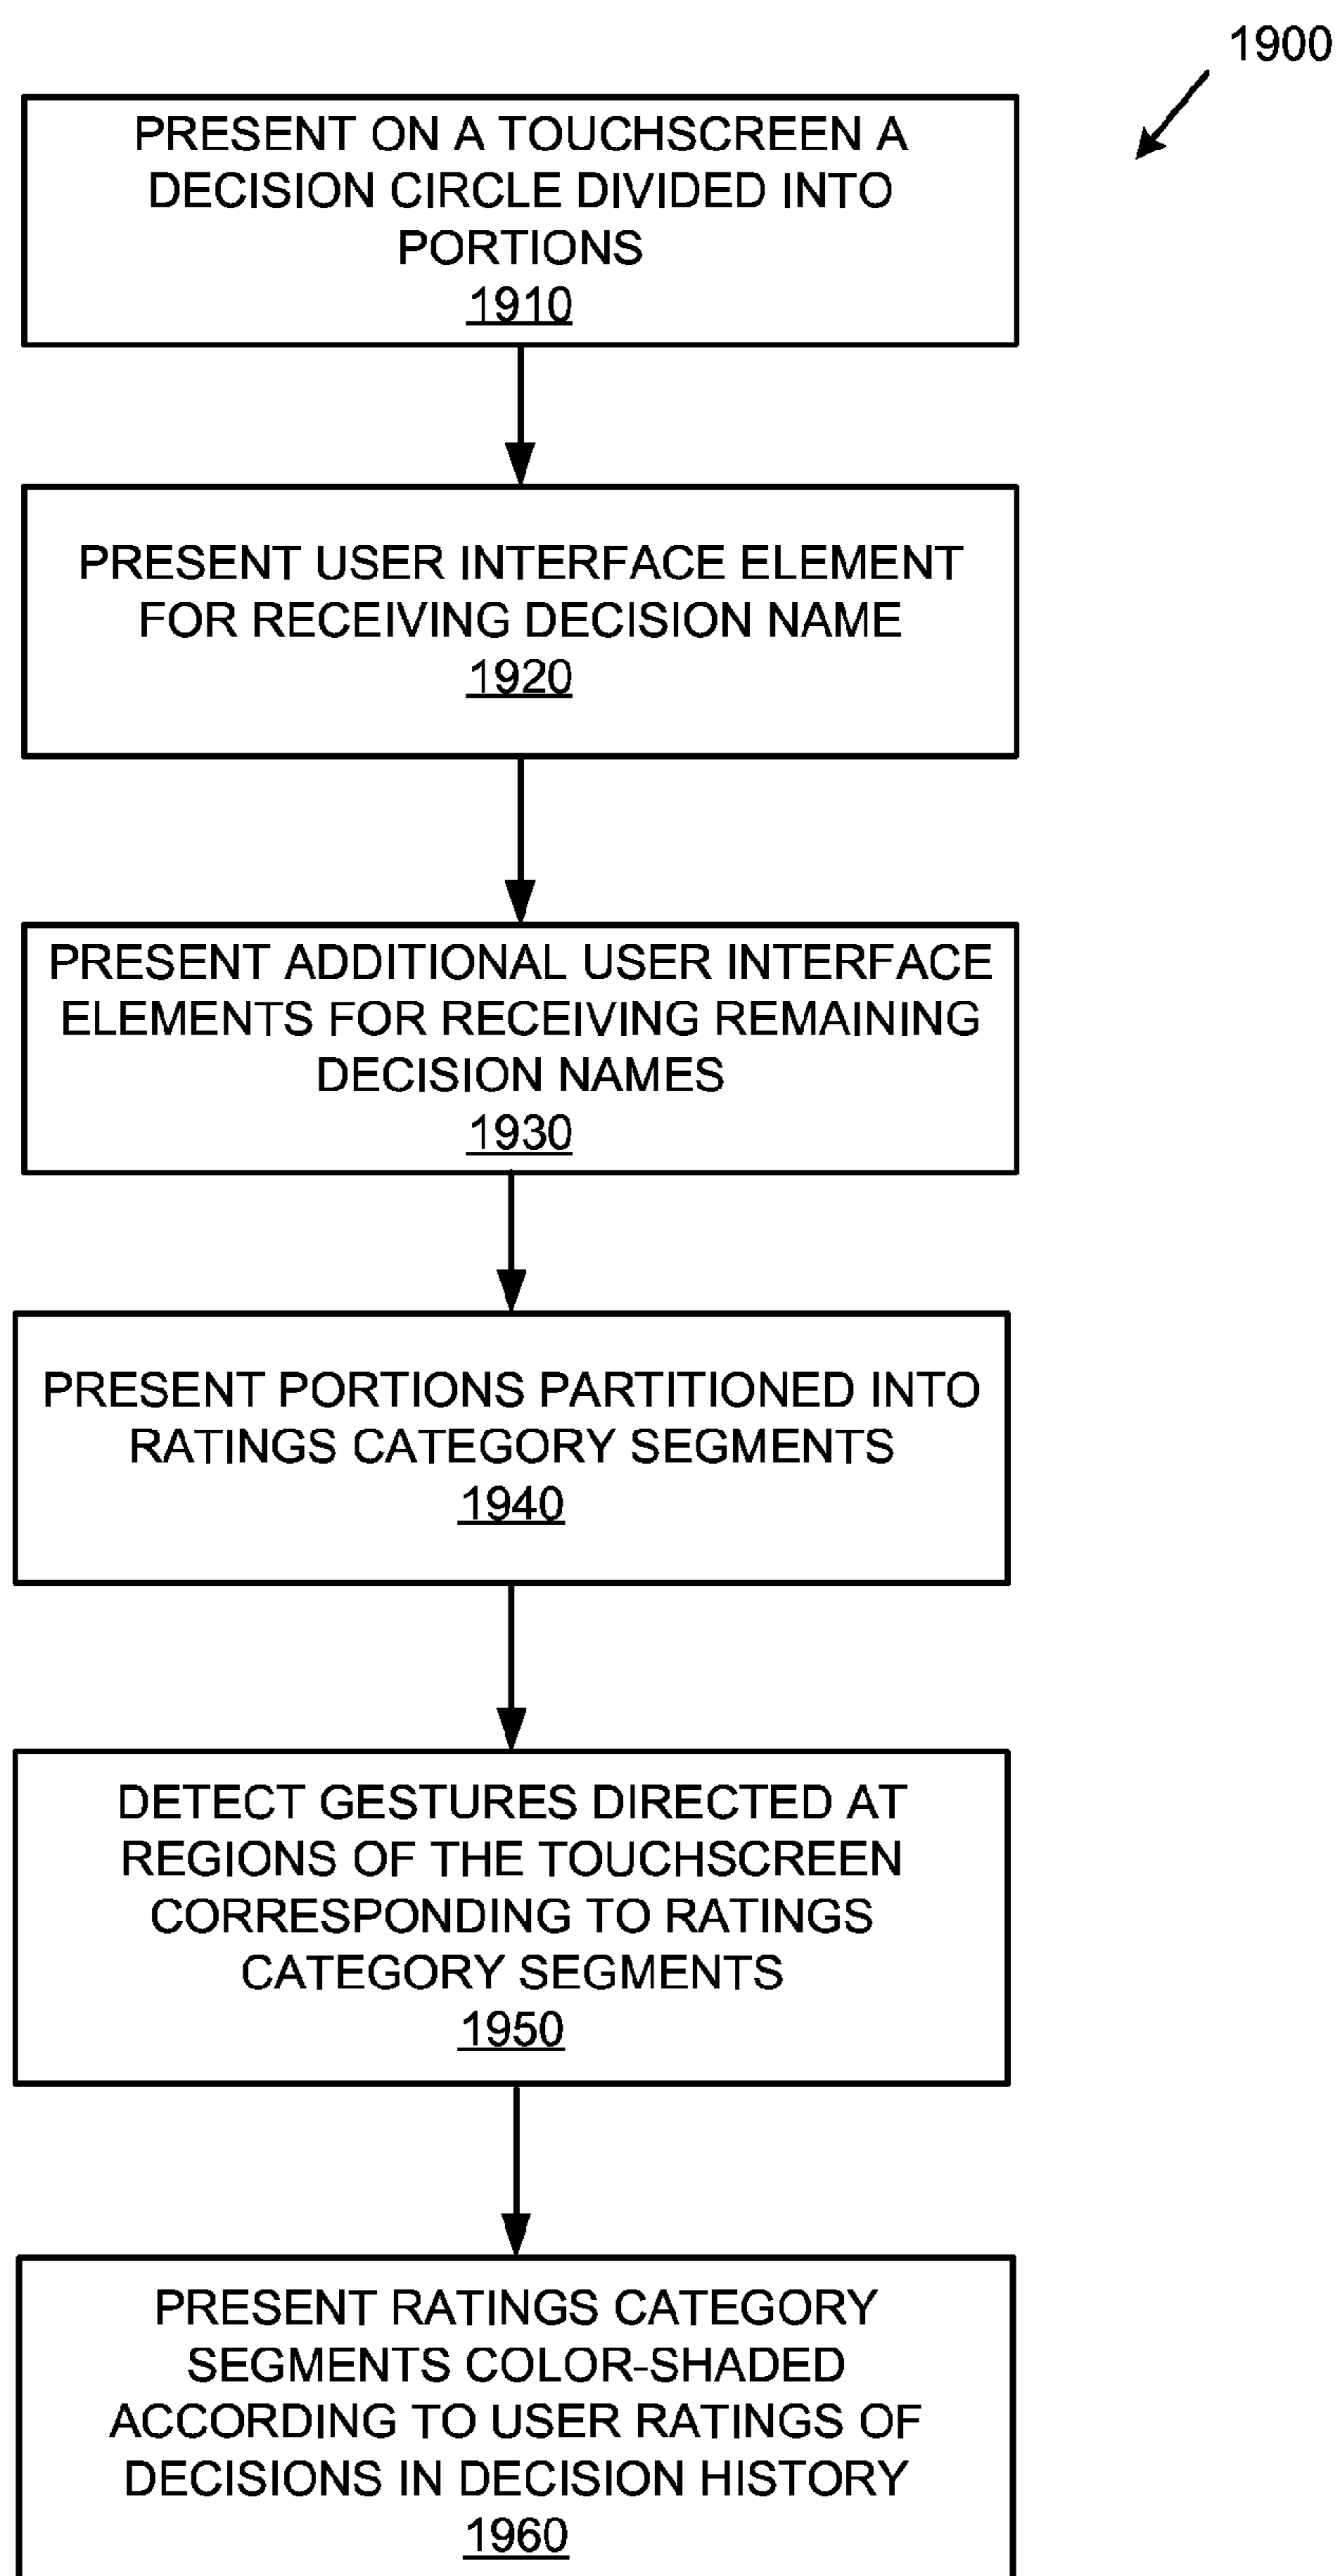 1900
PRESENT ON A TOUCHSCREEN A
DECISION CIRCLE DIVIDED INTO
PORTIONS
1910
PRESENT USER INTERFACE ELEMENT
FOR RECEIVING DECISION NAME
1920
PRESENT ADDITIONAL USER INTERFACE
ELEMENTS FOR RECEIVING REMAINING
DECISION NAMES
1930
PRESENT PORTIONS PARTITIONED INTO
RATINGS CATEGORY SEGMENTS
1940
DETECT GESTURES DIRECTED AT
REGIONS OF THE TOUCHSCREEN
CORRESPONDING TO RATINGS
CATEGORY SEGMENTS
1950
PRESENT RATINGS CATEGORY
SEGMENTS COLOR-SHADED
ACCORDING TO USER RATINGS OF
DECISIONS IN DECISION HISTORY
1960